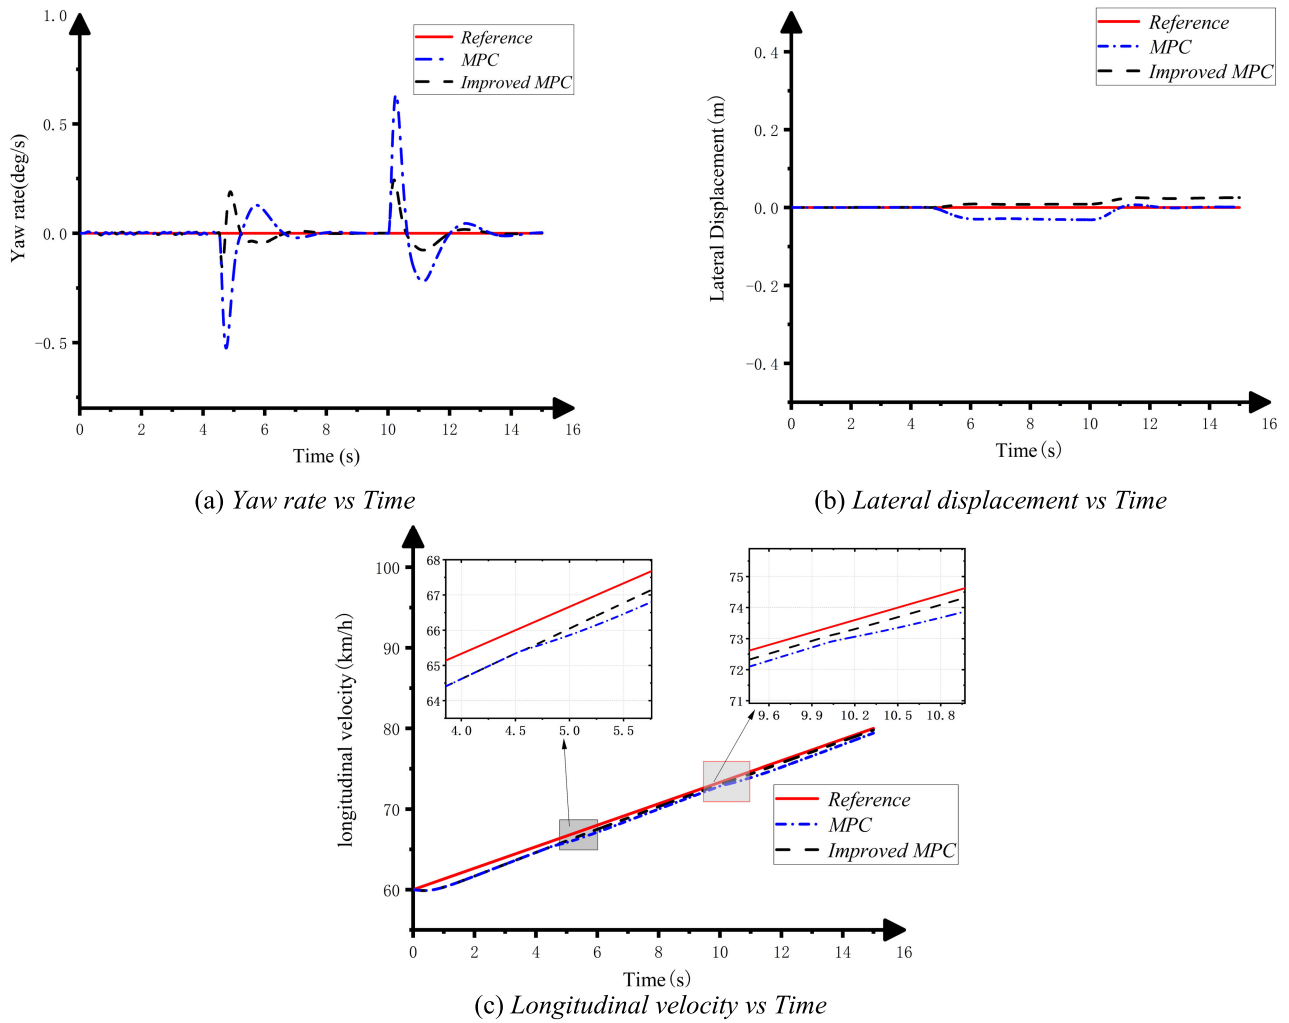 1.0
0.5
0.0
-0.5
Yaw rate(deg/s)
0 2 4 6 8 10 12 14 16
Time (s)
Reference
MPC
Improved MPC
(a) Yaw rate vs Time
0.4
0.2
0.0
-0.2
-0.4
Lateral Displacement(m)
0 2 4 6 8 10 12 14 16
Time(s)
Reference
MPC
Improved MPC
(b) Lateral displacement vs Time
100
90
80
70
60
longitudinal velocity(km/h)
0 2 4 6 8 10 12 14 16
Time(s)
68
67
66
65
64
4.0 4.5 5.0 5.5
75
74
73
72
71
9.6 9.9 10.2 10.5 10.8
Reference
MPC
Improved MPC
(c) Longitudinal velocity vs Time